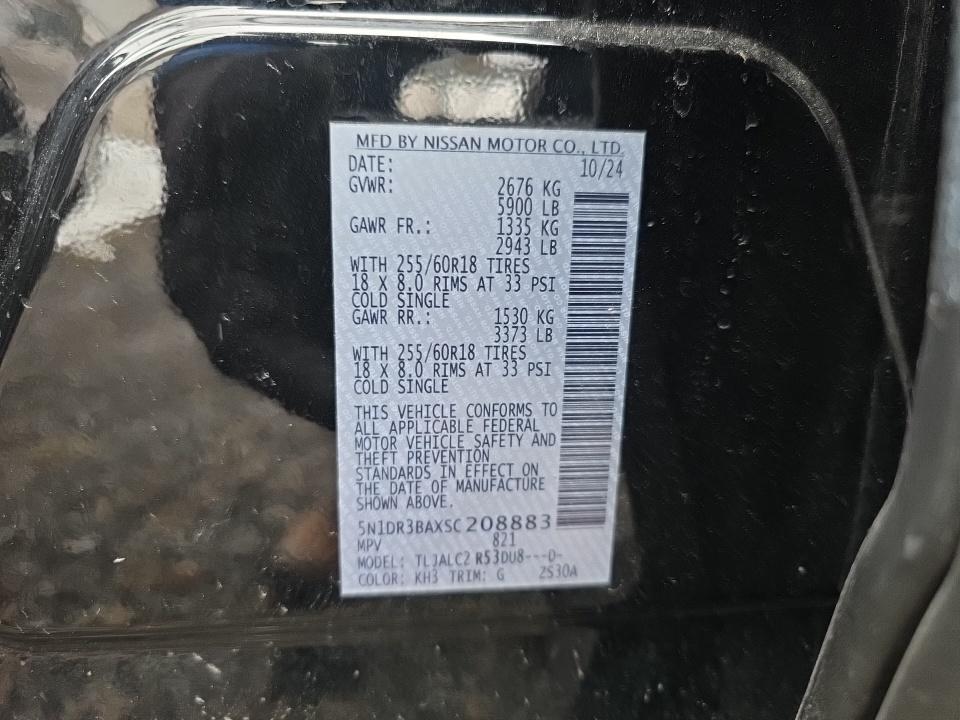 MFD BY NISSAN MOTOR CO., LTD.
DATE: 10/24
GVWR: 2676 KG
5900 LB
GAWR FR.: 1335 KG
2943 LB
WITH 255/60R18 TIRES
18 X 8.0 RIMS AT 33 PSI
COLD SINGLE
GAWR RR.: 1530 KG
3373 LB
WITH 255/60R18 TIRES
18 X 8.0 RIMS AT 33 PSI
COLD SINGLE
THIS VEHICLE CONFORMS TO
ALL APPLICABLE FEDERAL
MOTOR VEHICLE SAFETY AND
THEFT PREVENTION
STANDARDS IN EFFECT ON
THE DATE OF MANUFACTURE
SHOWN ABOVE.
5N1DR3BAXSC208883
MPV 821
MODEL: TLJALC2 R53DU8---0-
COLOR: KH3 TRIM: G 2S30A